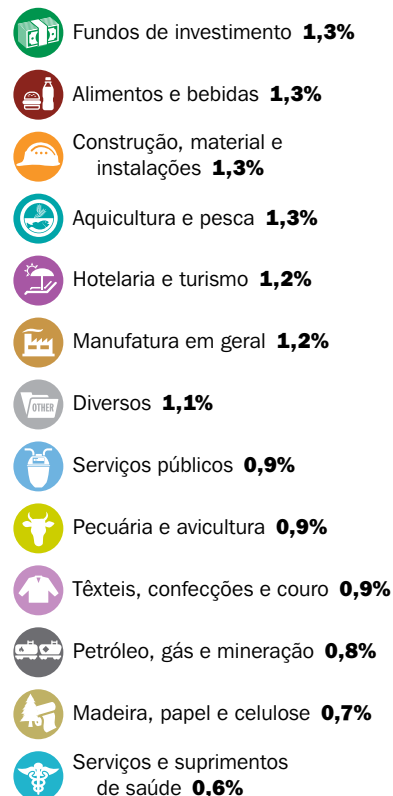 Fundos de investimento 1,3%
Alimentos e bebidas 1,3%
Construção, material e
instalações 1,3%
Aquicultura e pesca 1,3%
Hotelaria e turismo 1,2%
Manufatura em geral 1,2%
OTHER
Diversos 1,1%
Serviços públicos 0,9%
Pecuária e avicultura 0,9%
Têxteis, confecções e couro 0,9%
Petróleo, gás e mineração 0,8%
Madeira, papel e celulose 0,7%
Serviços e suprimentos
de saúde 0,6%